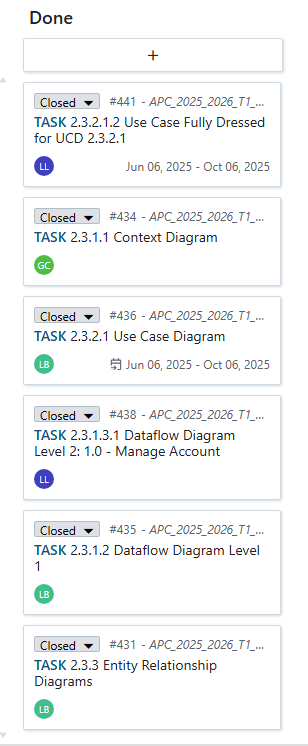 Done
+
Closed #441 - APC_2025_2026_T1_...
TASK 2.3.2.1.2 Use Case Fully Dressed
for UCD 2.3.2.1
LL Jun 06, 2025 - Oct 06, 2025
Closed #434 - APC_2025_2026_T1_...
TASK 2.3.1.1 Context Diagram
GC
Closed #436 - APC_2025_2026_T1_...
TASK 2.3.2.1 Use Case Diagram
LB Jun 06, 2025 - Oct 06, 2025
Closed #438 - APC_2025_2026_T1_...
TASK 2.3.1.3.1 Dataflow Diagram
Level 2: 1.0 - Manage Account
LL
Closed #435 - APC_2025_2026_T1_...
TASK 2.3.1.2 Dataflow Diagram Level
1
LB
Closed #431 - APC_2025_2026_T1_...
TASK 2.3.3 Entity Relationship
Diagrams
LB